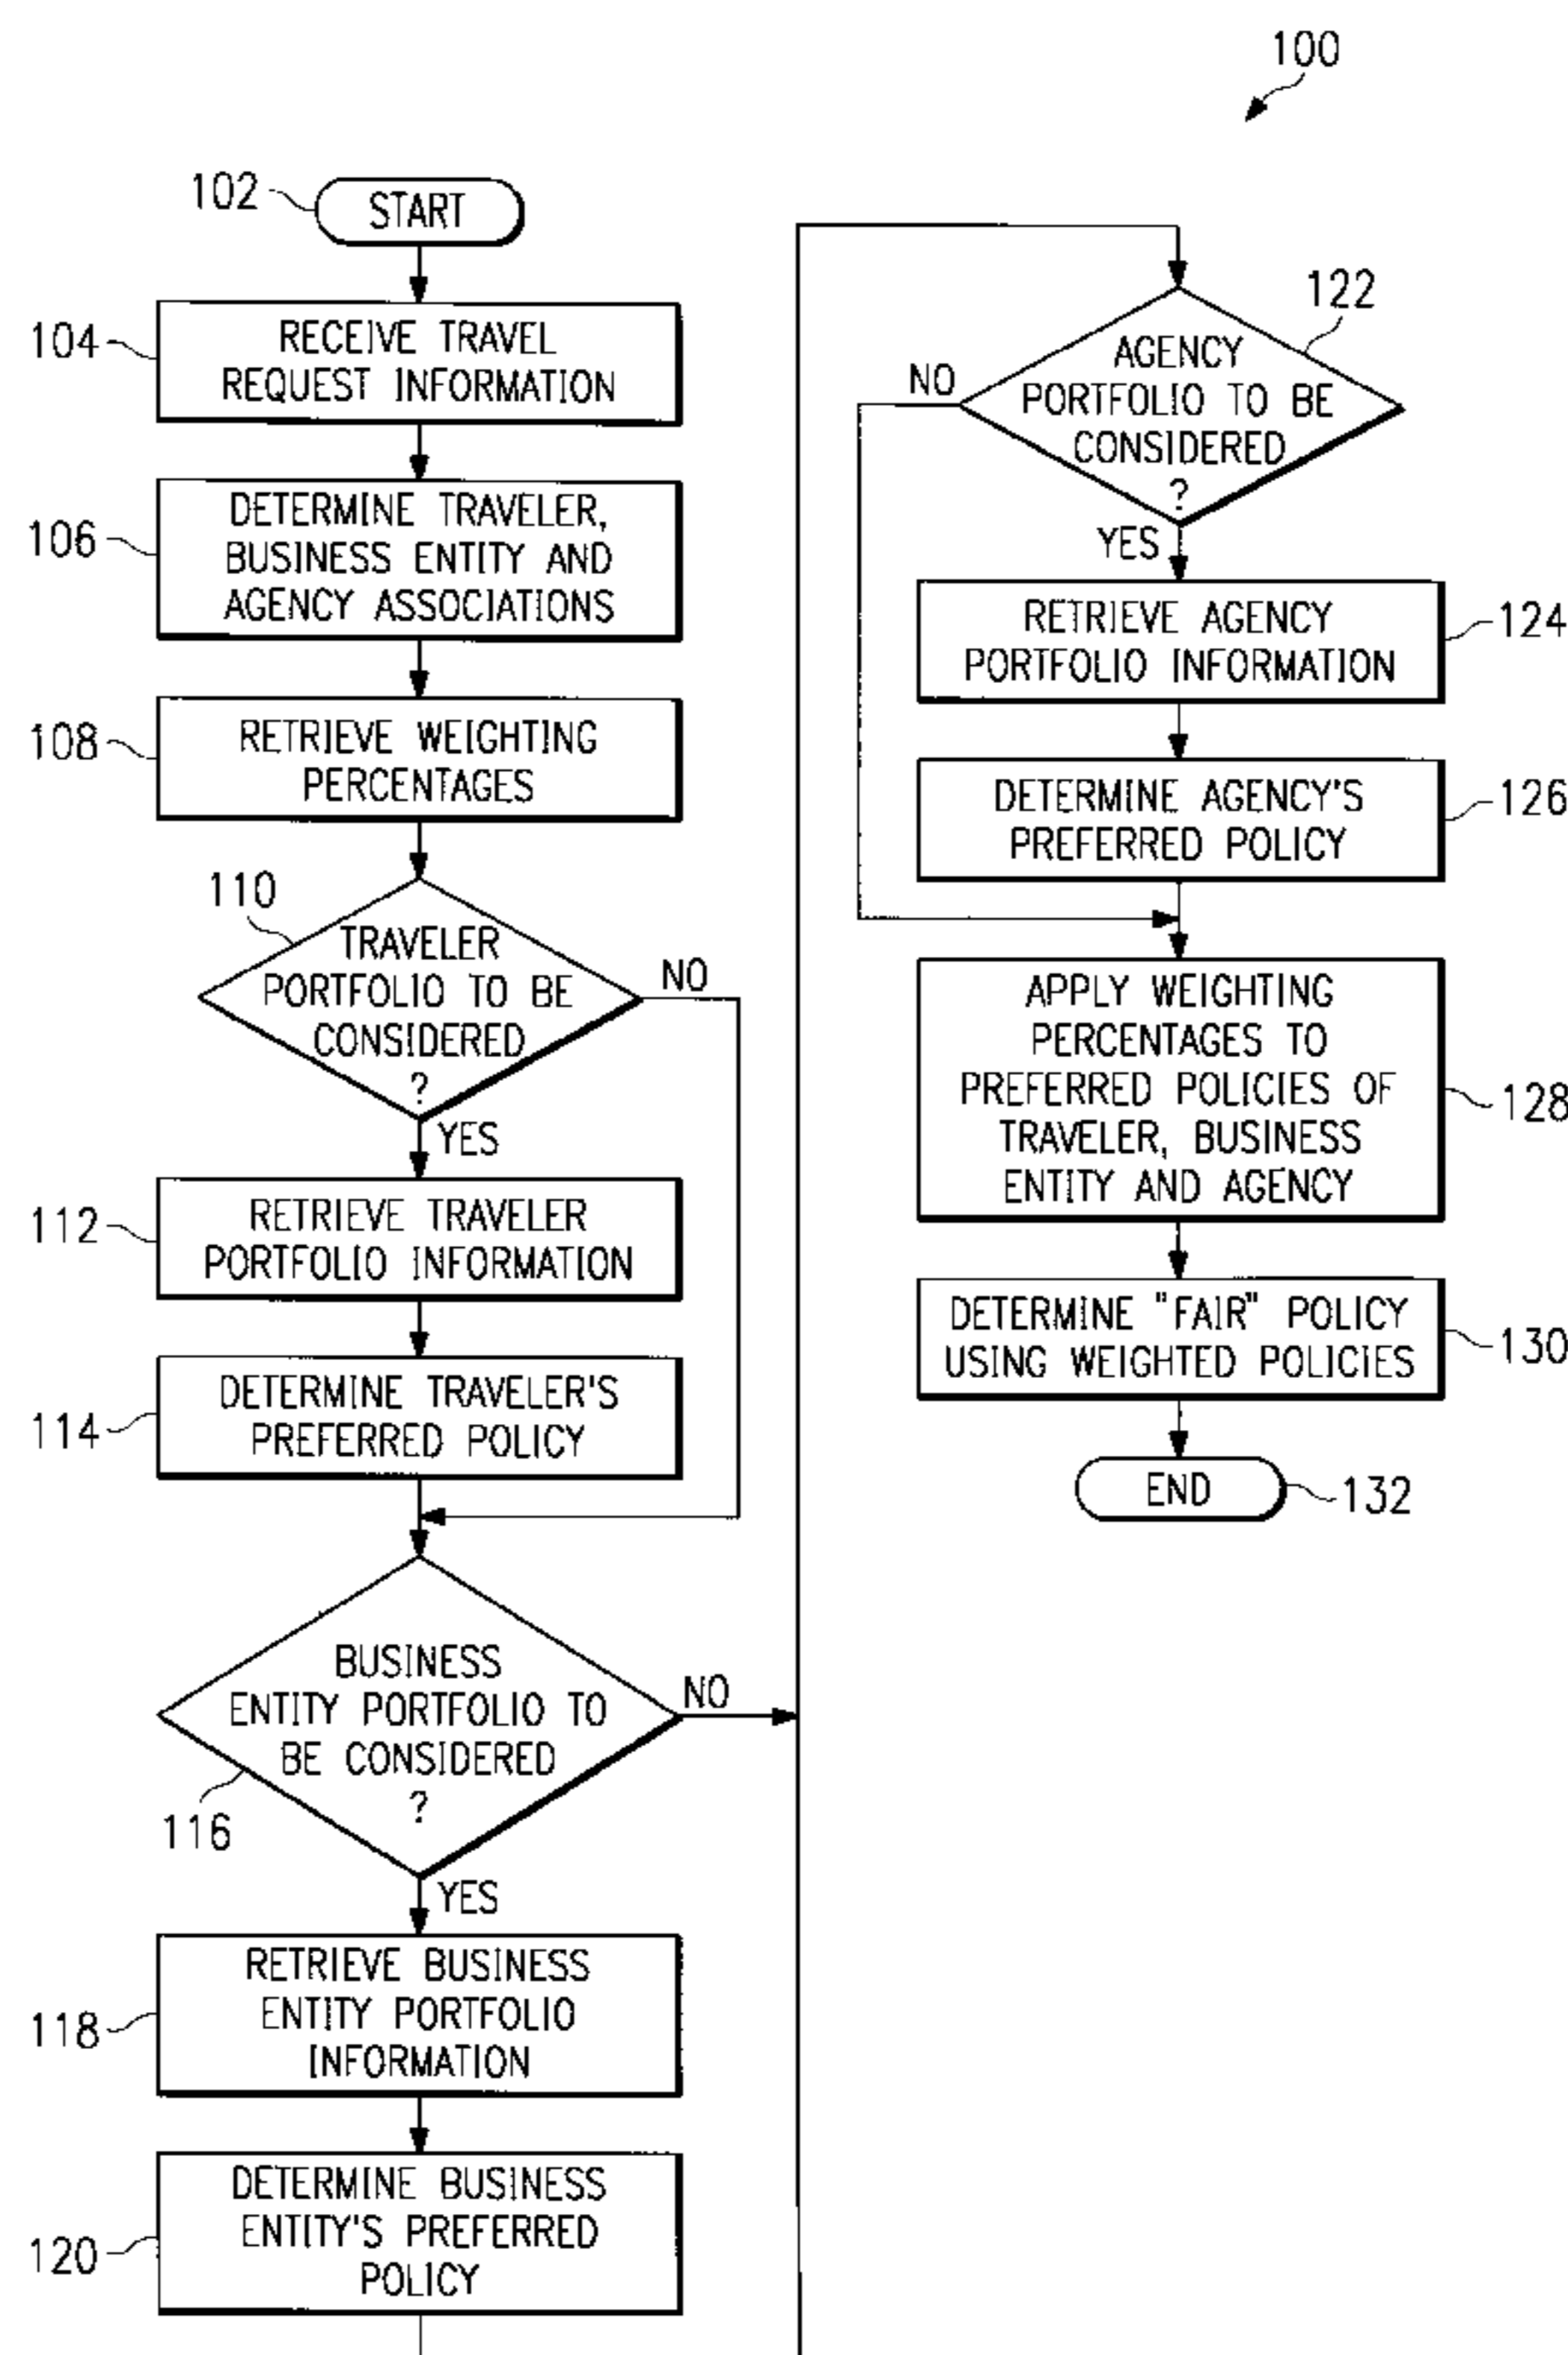 100
102
START
104
RECEIVE TRAVEL
REQUEST INFORMATION
106
DETERMINE TRAVELER,
BUSINESS ENTITY AND
AGENCY ASSOCIATIONS
108
RETRIEVE WEIGHTING
PERCENTAGES
110
TRAVELER
PORTFOLIO TO BE
CONSIDERED
?
NO
YES
112
RETRIEVE TRAVELER
PORTFOLIO INFORMATION
114
DETERMINE TRAVELER'S
PREFERRED POLICY
BUSINESS
ENTITY PORTFOLIO TO
BE CONSIDERED
?
NO
116
YES
118
RETRIEVE BUSINESS
ENTITY PORTFOLIO
INFORMATION
120
DETERMINE BUSINESS
ENTITY'S PREFERRED
POLICY
122
AGENCY
PORTFOLIO TO BE
CONSIDERED
?
NO
YES
RETRIEVE AGENCY
PORTFOLIO INFORMATION
124
DETERMINE AGENCY'S
PREFERRED POLICY
126
APPLY WEIGHTING
PERCENTAGES TO
PREFERRED POLICIES OF
TRAVELER, BUSINESS
ENTITY AND AGENCY
128
DETERMINE "FAIR" POLICY
USING WEIGHTED POLICIES
130
END
132